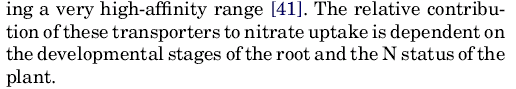 ing a very high-affinity range [41]. The relative contribu-
tion of these transporters to nitrate uptake is dependent on
the developmental stages of the root and the N status of the
plant.